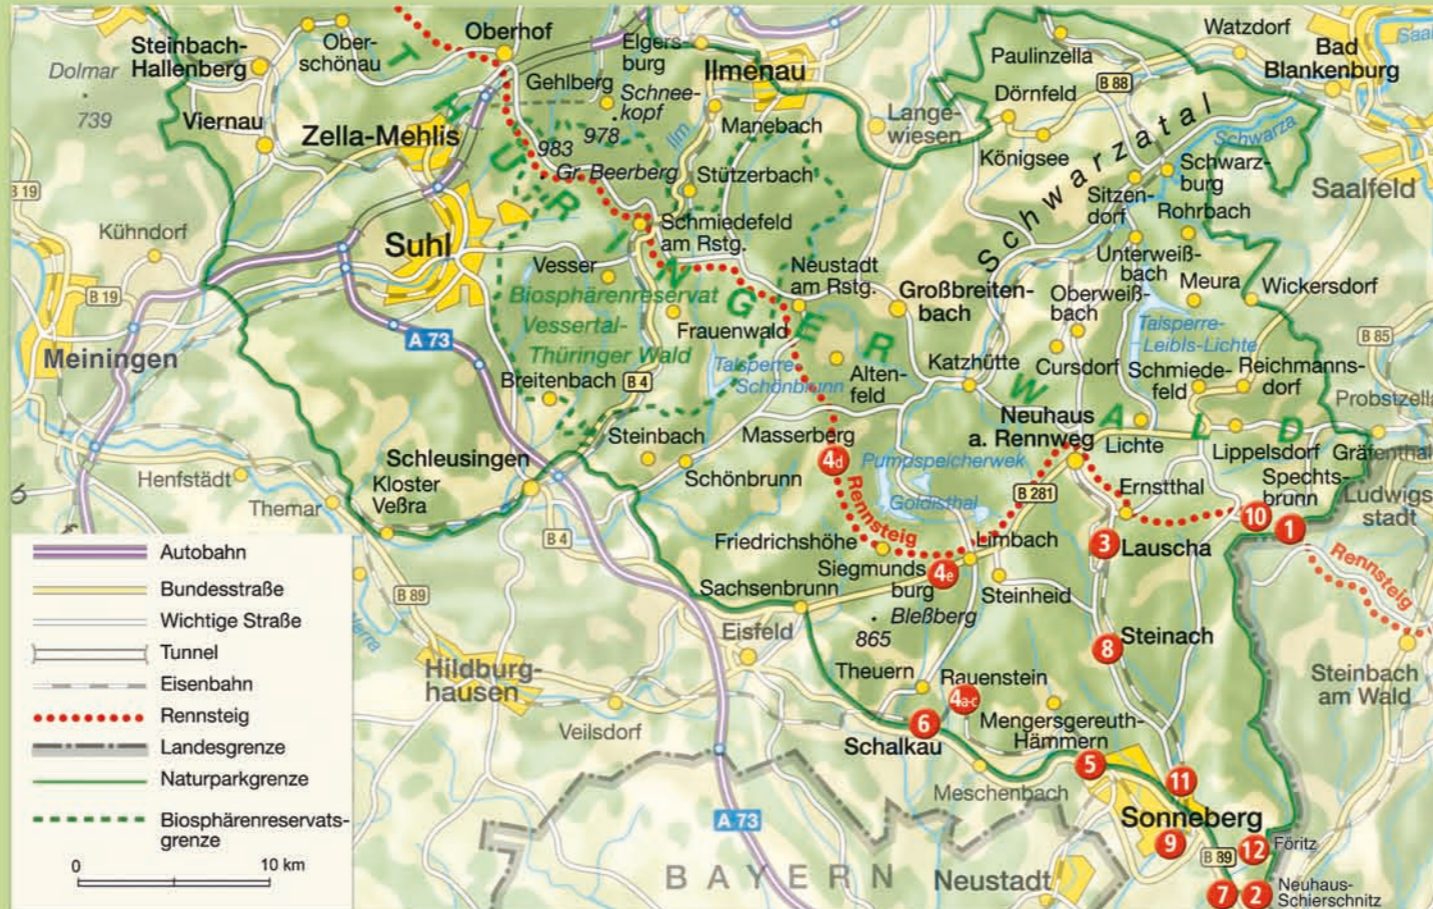 Steinbach-
Hallenberg
Ober-
schönau
Oberhof
Elgers-
burg
Ilmenau
Paulinzella
Watzdorf
Bad
Blankenburg
Dolmar
739
Viernau
Zella-Mehlis
Gehlberg
Schnee-
kopf
978
983
Gr. Beerberg
Ilm
Manebach
Lange-
wiesen
Dörnfeld
B 88
Königsee
Schwarzatal
Schwarza
Schwarz-
burg
Sitzen-
dorf
Rohrbach
Saalfeld
B 19
Kühndorf
Suhl
Stützerbach
Schmiedefeld
am Rstg.
Vesser
Neustadt
am Rstg.
Großbreiten-
bach
Unterweiß-
bach
Meura
Wickersdorf
Oberweiß-
bach
B 19
Meiningen
A 73
Biosphärenreservat
Vessertal-
Thüringer Wald
Frauenwald
THÜRINGER WALD
Talsperre
Schönbrunn
Alten-
feld
Katzhütte
Cursdorf
Talsperre-
Leibis-Lichte
Schmiede-
feld
Reichmanns-
dorf
B 85
Probstzella
Breitenbach
B 4
Steinbach
Masserberg
Neuhaus
a. Rennweg
Lichte
Lippelsdorf
Gräfenthal
Schleusingen
Kloster
Veßra
Schönbrunn
4d
Pumpspeicherwek
Goldisthal
B 281
Ernstthal
Spechts-
brunn
Ludwigs
stadt
Henfstädt
Themar
Rennsteig
10
1
B 4
Friedrichshöhe
Limbach
3
Lauscha
Rennsteig
Siegmunds
burg
4e
Sachsenbrunn
Steinheid
B 89
Werra
Eisfeld
Bleßberg
865
8
Steinach
Hildburg-
hausen
Theuern
Rauenstein
4a-c
Steinbach
am Wald
Veilsdorf
6
Schalkau
Mengersgereuth-
Hämmern
5
Meschenbach
11
A 73
Sonneberg
9
B 89
12
Föritz
BAYERN
Neustadt
7
2
Neuhaus-
Schierschnitz
Autobahn
Bundesstraße
Wichtige Straße
Tunnel
Eisenbahn
Rennsteig
Landesgrenze
Naturparkgrenze
Biosphärenreservats-
grenze
0 10 km